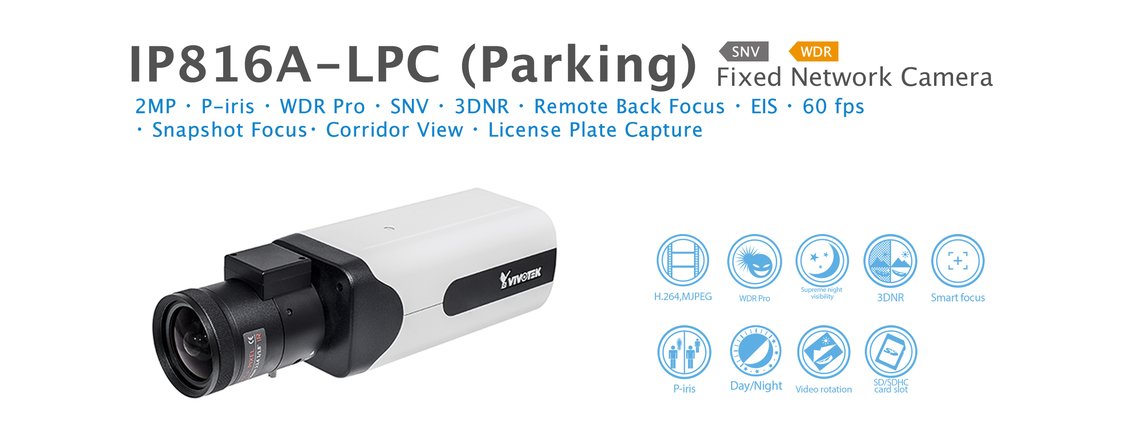 IP816A-LPC (Parking)
SNV
WDR
Fixed Network Camera
2MP · P-iris · WDR Pro · SNV · 3DNR · Remote Back Focus · EIS · 60 fps
· Snapshot Focus· Corridor View · License Plate Capture
VIVOTEK
IR
H.264,MJPEG
WDR Pro
Supreme night
visibility
3DNR
Smart focus
P-iris
Day/Night
Video rotation
SD/SDHC
card slot